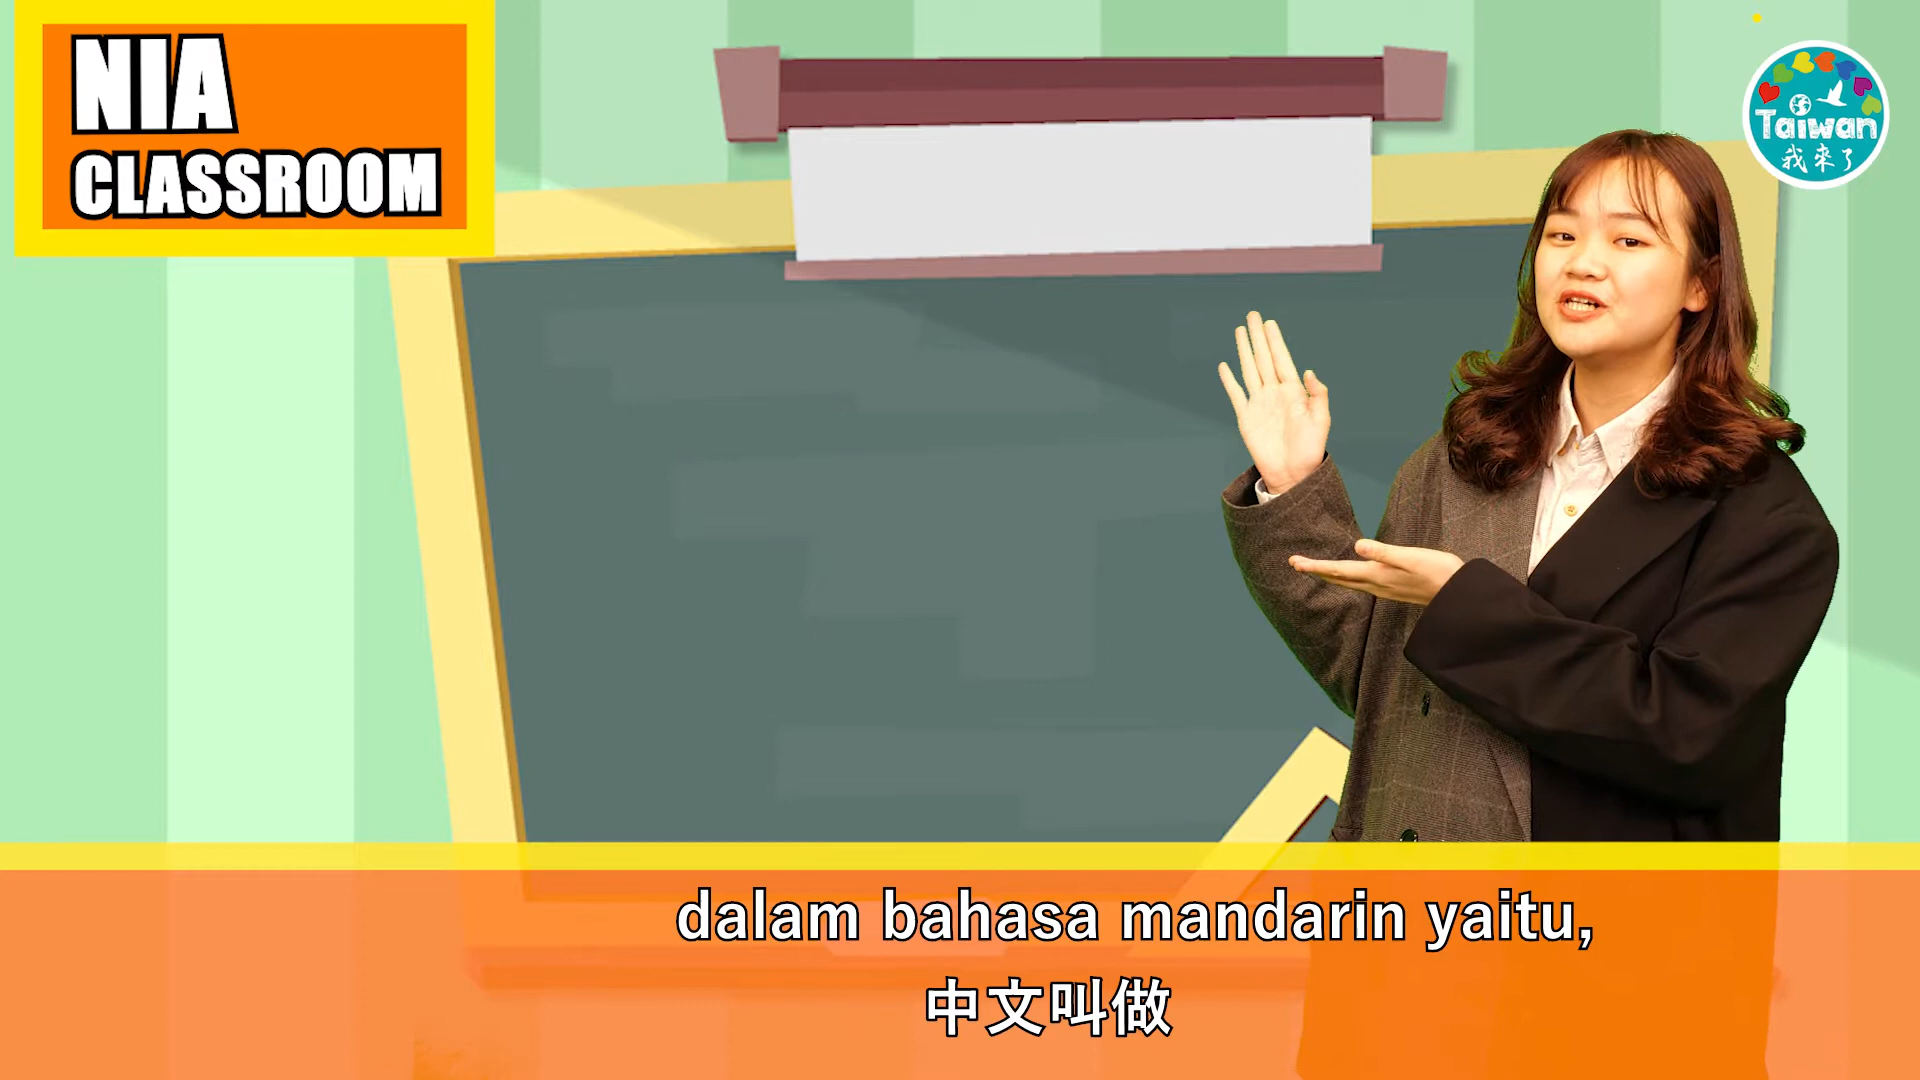 NIA
CLASSROOM
Taiwan
我來了
dalam bahasa mandarin yaitu,
中文叫做